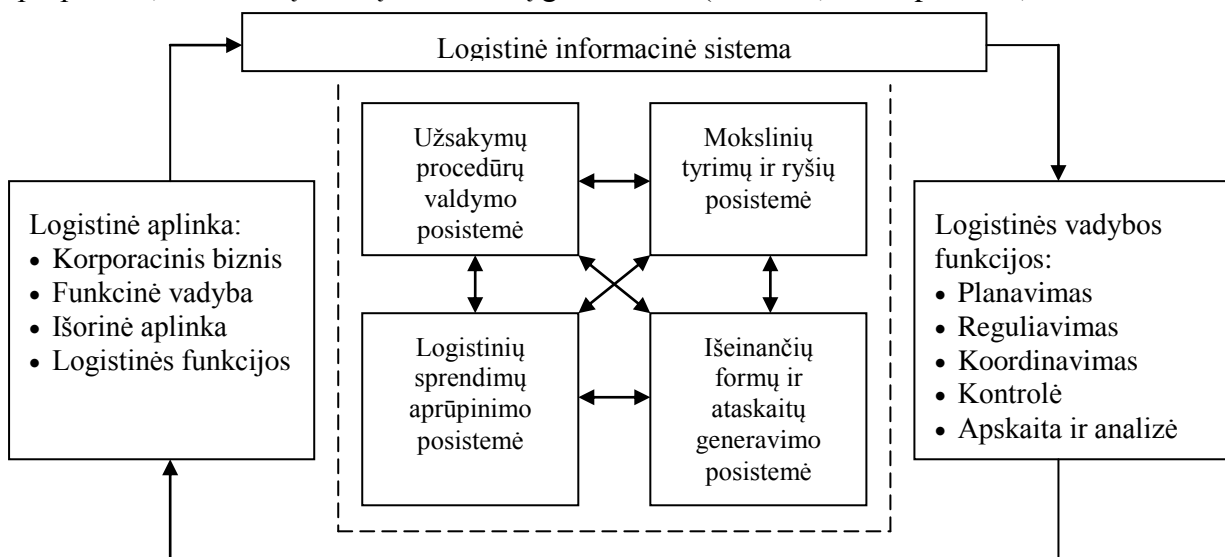 Logistinė informacinė sistema
Užsakymų
procedūrų
valdymo
posistemė
Mokslinių
tyrimų ir ryšių
posistemė
Logistinė aplinka:
• Korporacinis biznis
• Funkcinė vadyba
• Išorinė aplinka
• Logistinės funkcijos
Logistinių
sprendimų
aprūpinimo
posistemė
Išeinančių
formų ir
ataskaitų
generavimo
posistemė
Logistinės vadybos
funkcijos:
• Planavimas
• Reguliavimas
• Koordinavimas
• Kontrolė
• Apskaita ir analizė